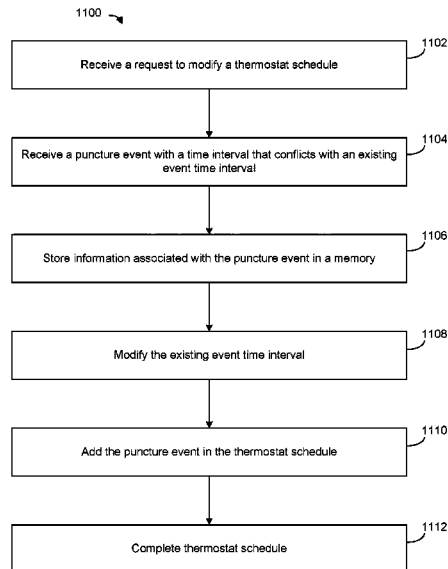 1100
1102
Receive a request to modify a thermostat schedule
1104
Receive a puncture event with a time interval that conflicts with an existing
event time interval
1106
Store information associated with the puncture event in a memory
1108
Modify the existing event time interval
1110
Add the puncture event in the thermostat schedule
1112
Complete thermostat schedule